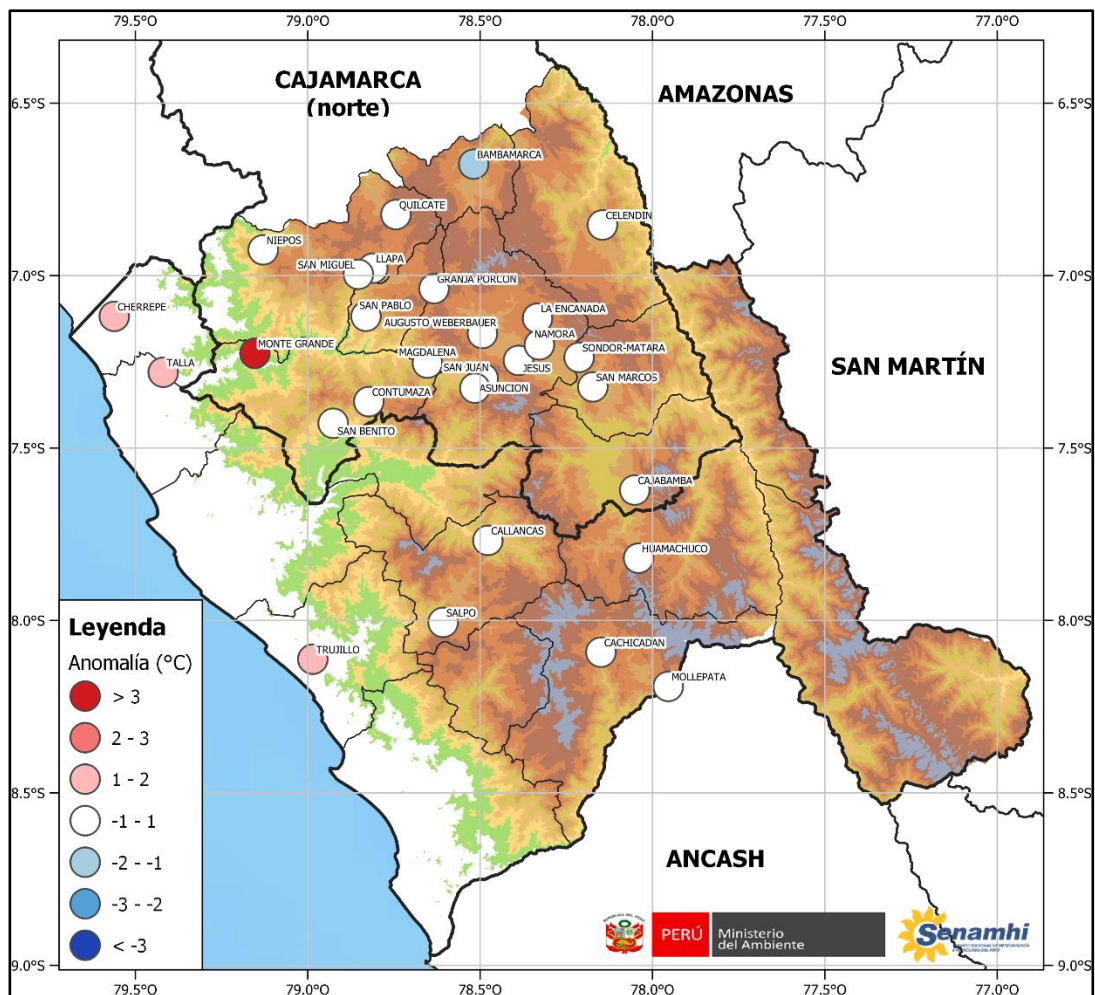 79.5°O 79.0°O 78.5°O 78.0°O 77.5°O 77.0°O
CAJAMARCA
(norte)
AMAZONAS
6.5°S 6.5°S
BAMBAMARCA
QUILCATE
CELENDIN
NIEPOS
SAN MIGUEL LLAPA
7.0°S 7.0°S
GRANJA PORCON
CHERREPE
SAN PABLO
LA ENCANADA
AUGUSTO WEBERBAUER
NAMORA
MONTE GRANDE
MAGDALENA
SONDOR-MATARA
TALLA
SAN JUAN
JESUS
SAN MARCOS
ASUNCION
CONTUMAZA
SAN MARTÍN
SAN BENITO
7.5°S 7.5°S
CAJABAMBA
CALLANCAS
HUAMACHUCO
8.0°S 8.0°S
SALPO
TRUJILLO
CACHICADAN
MOLLEPATA
8.5°S 8.5°S
ANCASH
Leyenda
Anomalía (°C)
> 3
2 - 3
1 - 2
-1 - 1
-2 - -1
-3 - -2
< -3
PERÚ
Ministerio
del Ambiente
Senamhi
9.0°S 9.0°S
79.5°O 79.0°O 78.5°O 78.0°O 77.5°O 77.0°O